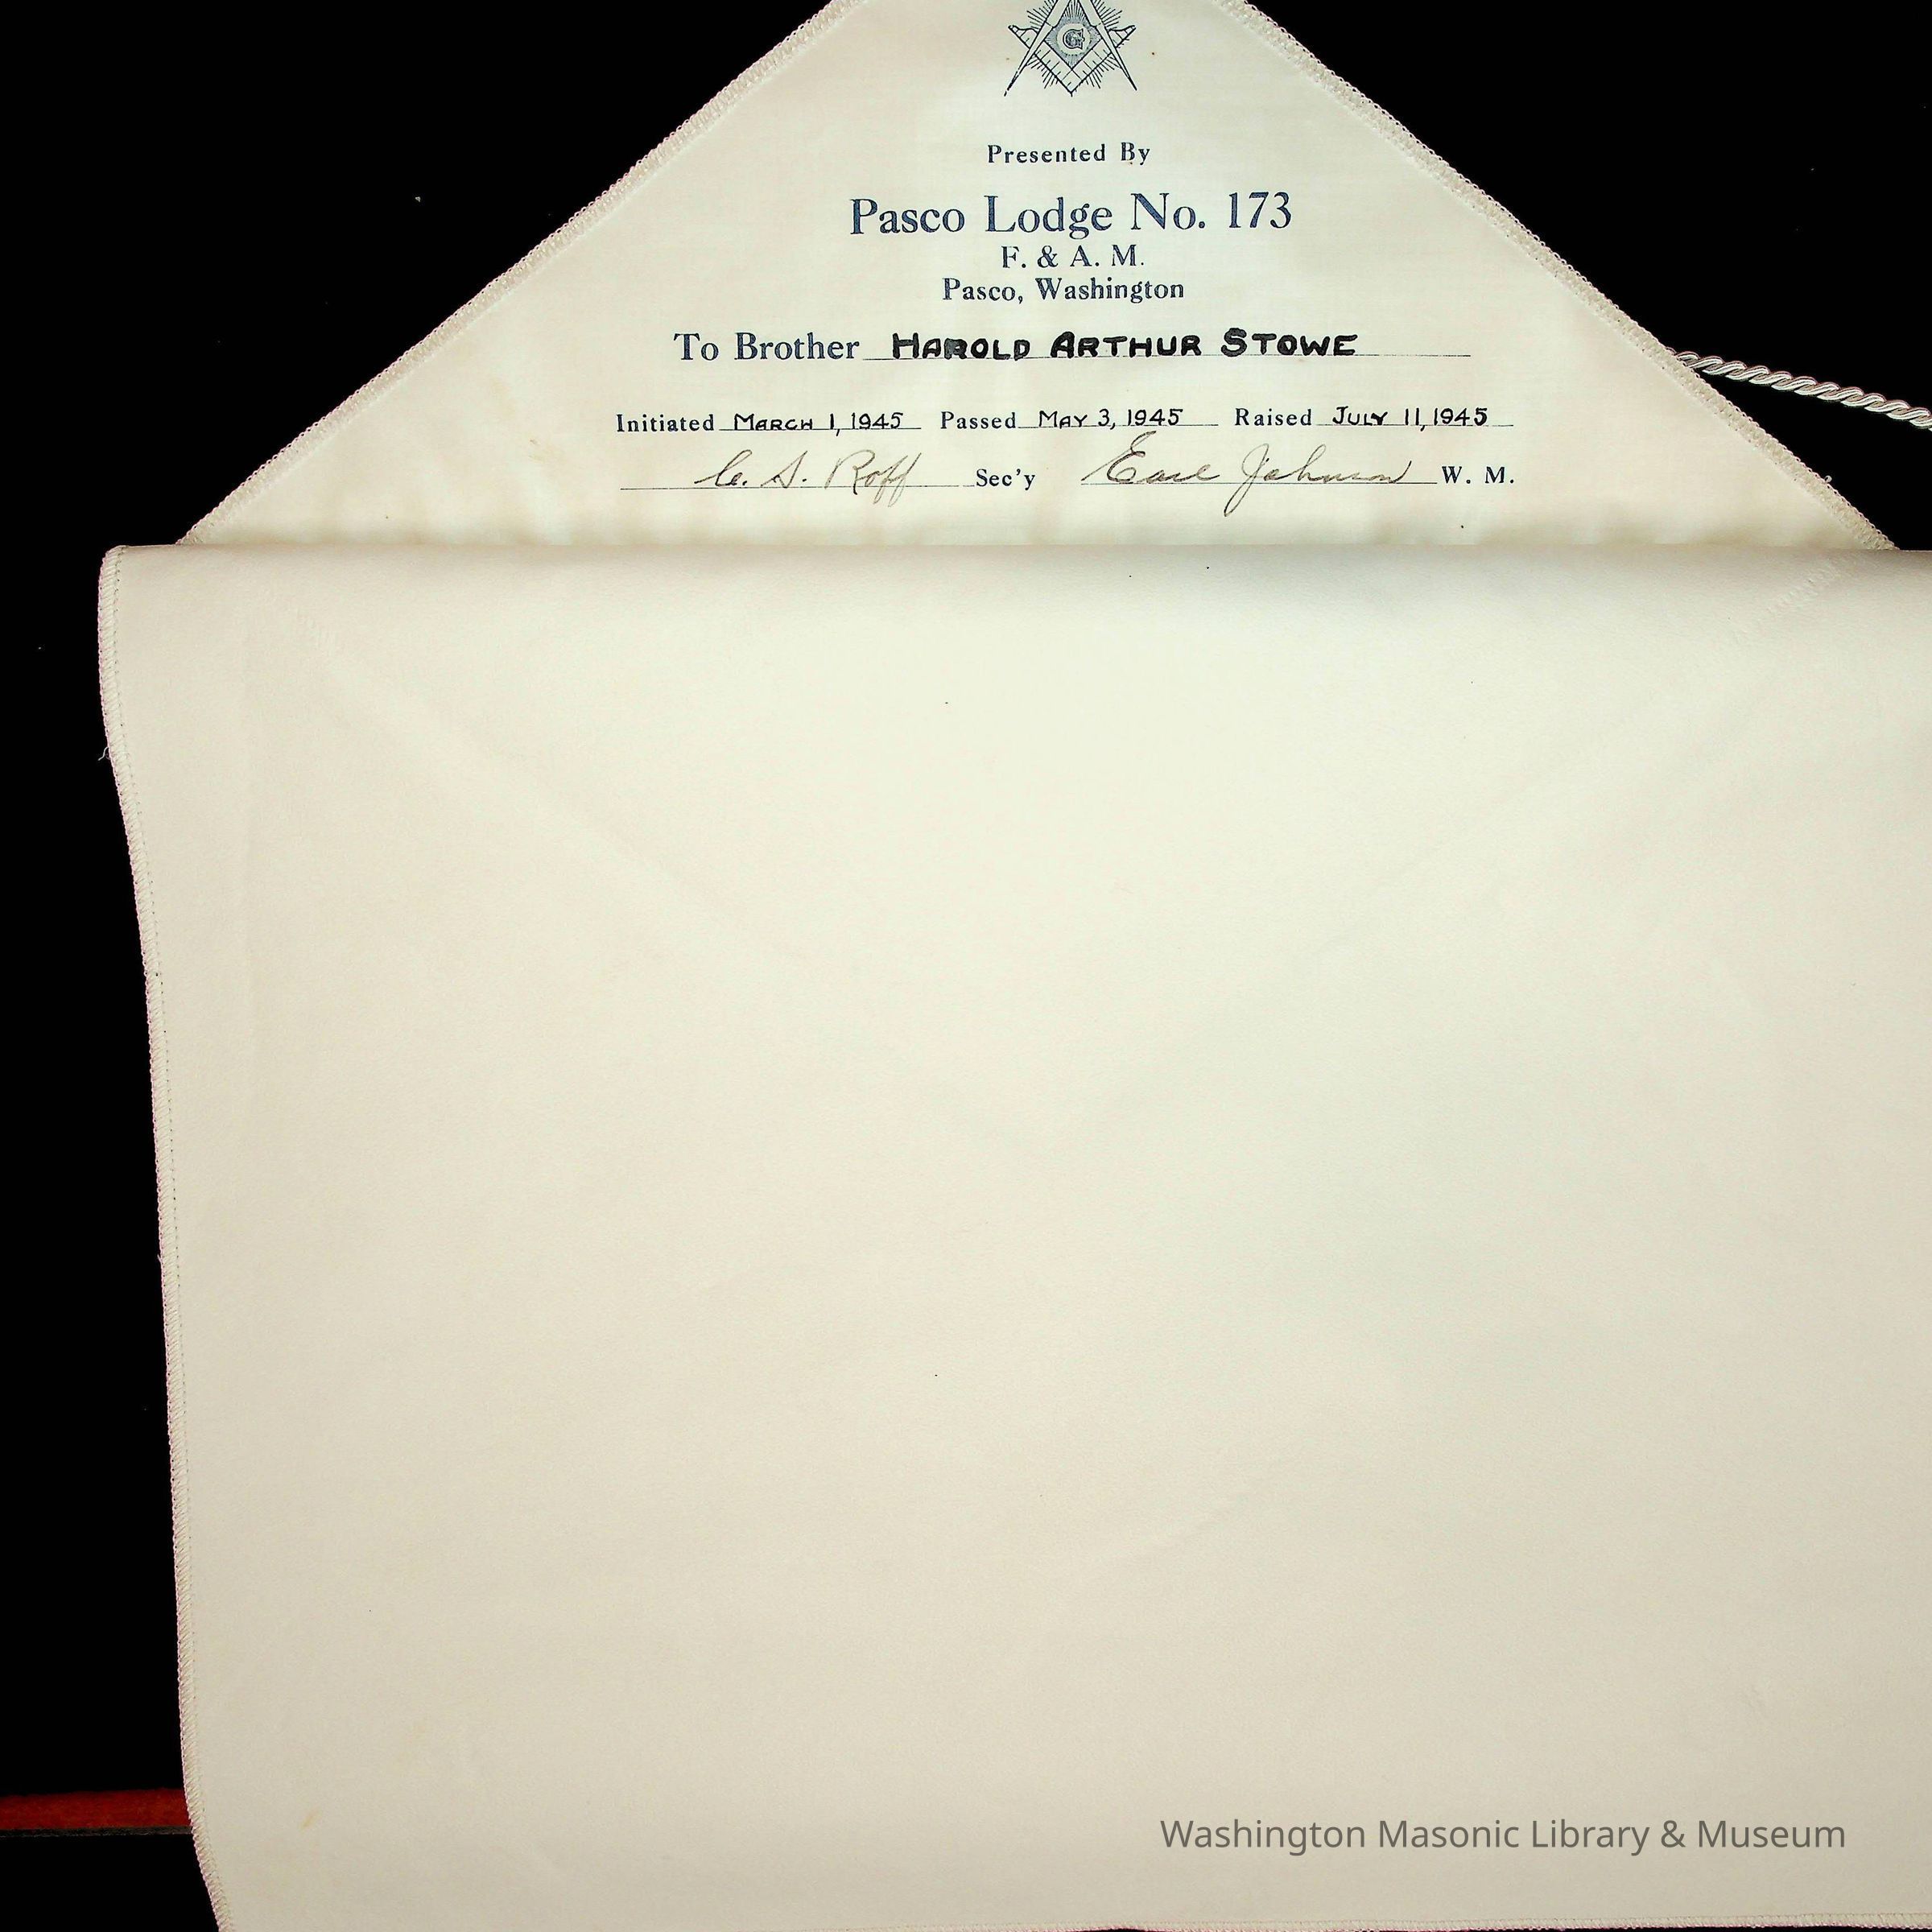 G
Presented By
Pasco Lodge No. 173
F. & A. M.
Pasco, Washington
To Brother HAROLD ARTHUR STOWE
Initiated MARCH 1, 1945 Passed MAY 3, 1945 Raised JULY 11, 1945
C. S. Roff Sec'y Earl Johnson W. M.
Washington Masonic Library & Museum